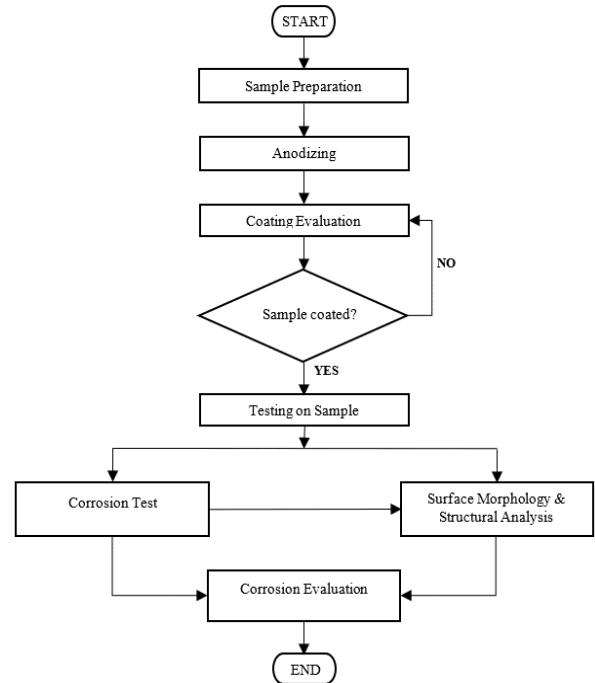 START
Sample Preparation
Anodizing
Coating Evaluation
NO
Sample coated?
YES
Testing on Sample
Corrosion Test
Surface Morphology &
Structural Analysis
Corrosion Evaluation
END